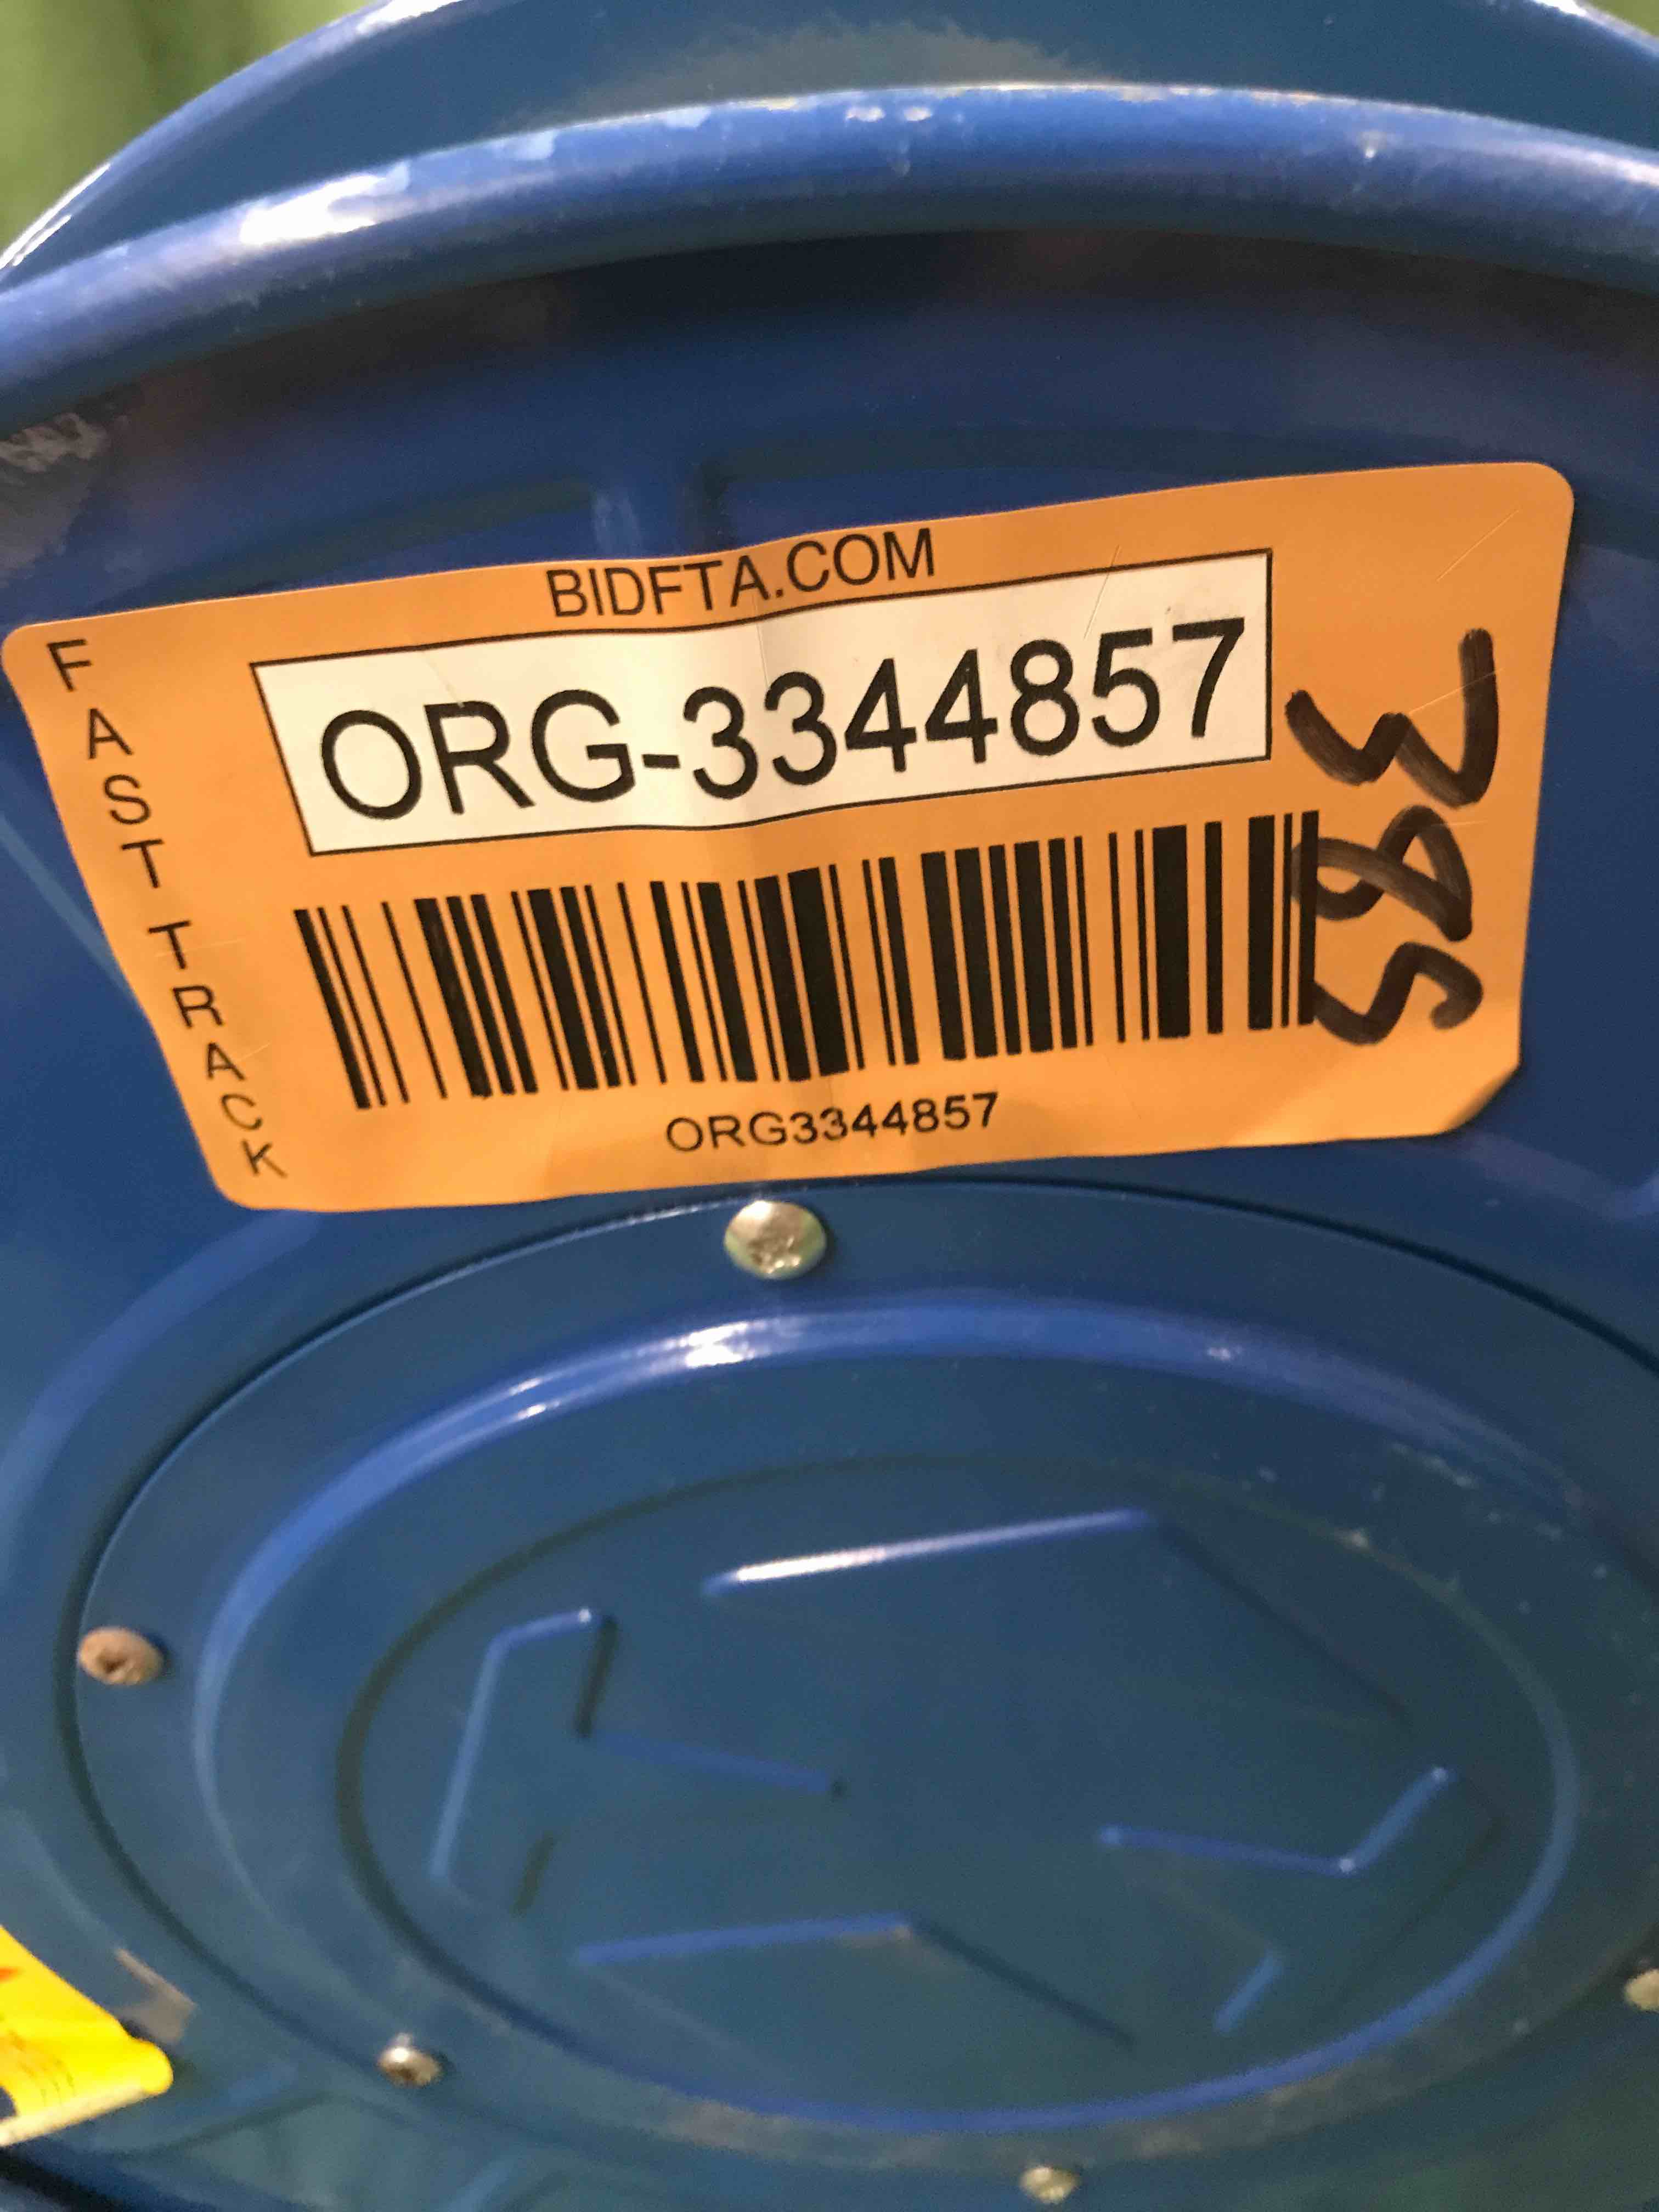 BIDFTA.COM
FAST TRACK
ORG-3344857
385
ORG3344857